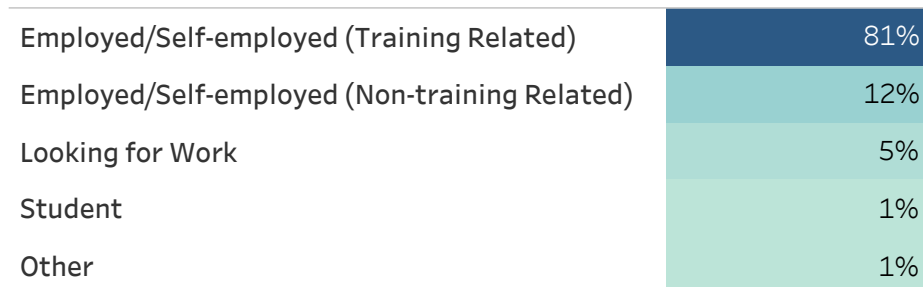 Employed/Self-employed (Training Related) 81%
Employed/Self-employed (Non-training Related) 12%
Looking for Work 5%
Student 1%
Other 1%